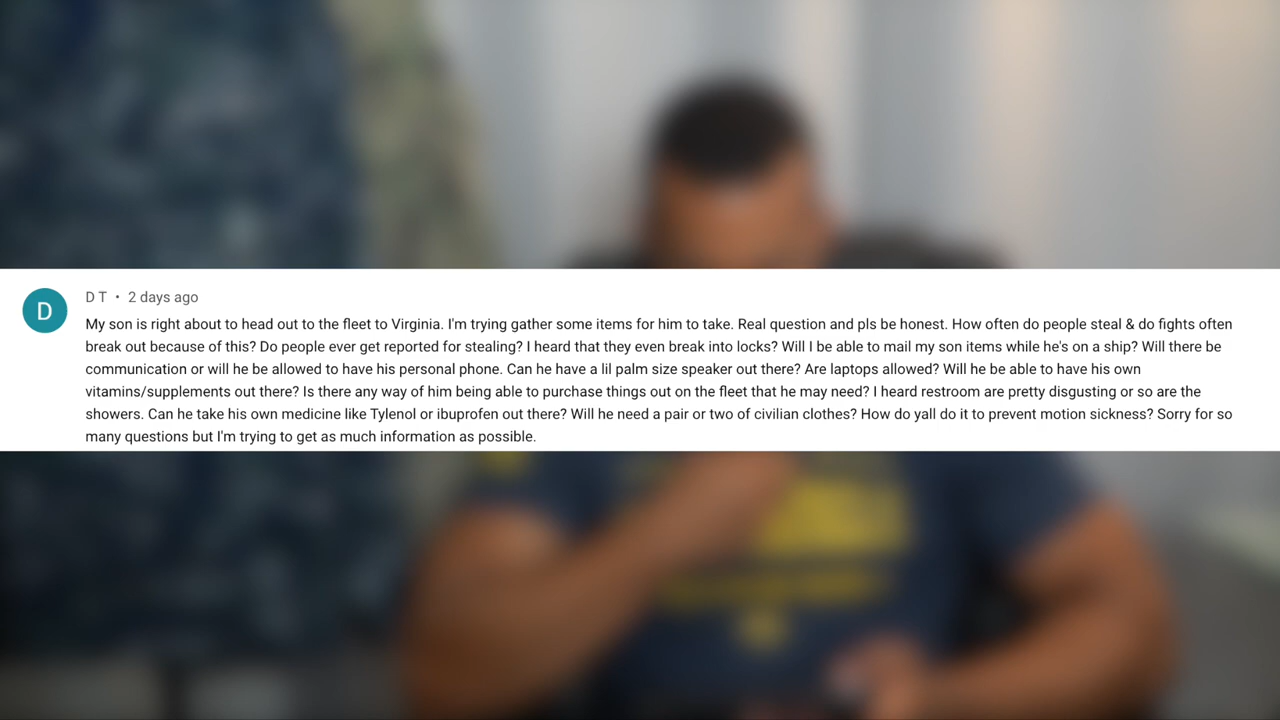 D
D T • 2 days ago
My son is right about to head out to the fleet to Virginia. I'm trying gather some items for him to take. Real question and pls be honest. How often do people steal & do fights often
break out because of this? Do people ever get reported for stealing? I heard that they even break into locks? Will I be able to mail my son items while he's on a ship? Will there be
communication or will he be allowed to have his personal phone. Can he have a lil palm size speaker out there? Are laptops allowed? Will he be able to have his own
vitamins/supplements out there? Is there any way of him being able to purchase things out on the fleet that he may need? I heard restroom are pretty disgusting or so are the
showers. Can he take his own medicine like Tylenol or ibuprofen out there? Will he need a pair or two of civilian clothes? How do yall do it to prevent motion sickness? Sorry for so
many questions but I'm trying to get as much information as possible.